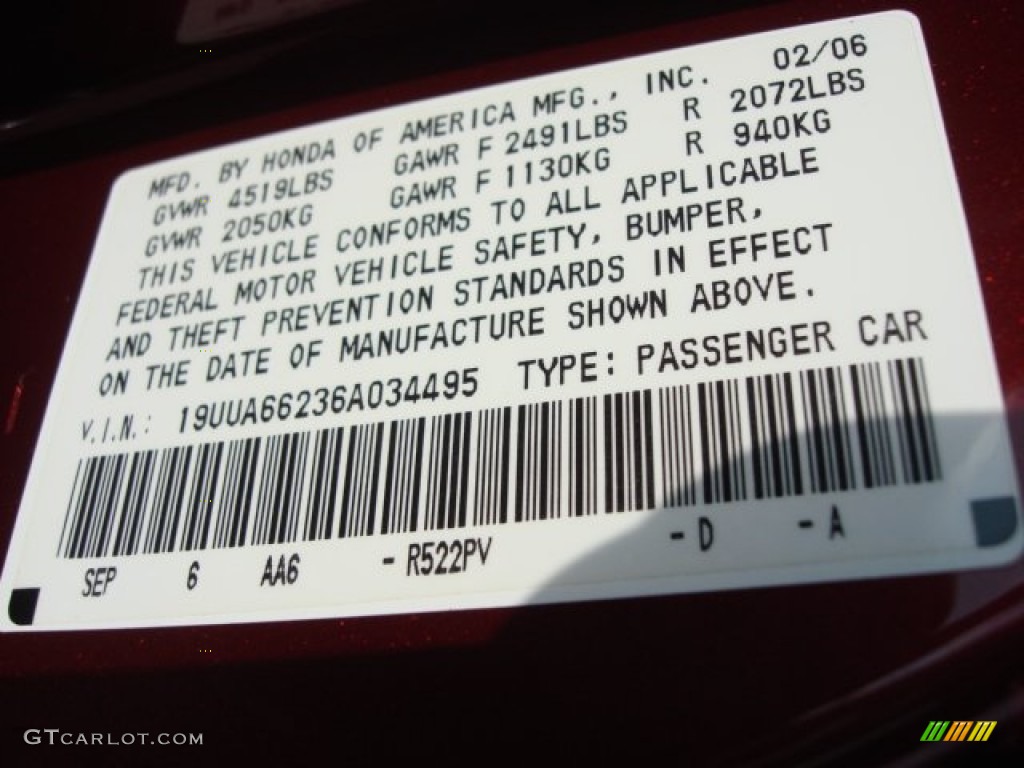 MFD. BY HONDA OF AMERICA MFG., INC. 02/06
GVWR 4519LBS GAWR F 2491LBS R 2072LBS
GVWR 2050KG GAWR F 1130KG R 940KG
THIS VEHICLE CONFORMS TO ALL APPLICABLE
FEDERAL MOTOR VEHICLE SAFETY, BUMPER,
AND THEFT PREVENTION STANDARDS IN EFFECT
ON THE DATE OF MANUFACTURE SHOWN ABOVE.
V.I.N.: 19UUA66236A034495 TYPE: PASSENGER CAR
SEP 6 AA6 -R522PV -D -A
GTCARLOT.COM